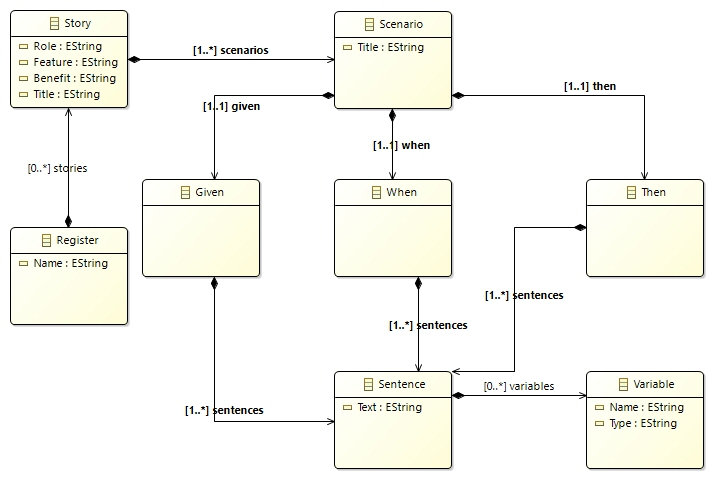 Story
Role : EString
Feature : EString
Benefit : EString
Title : EString
[1..*] scenarios
Scenario
Title : EString
[1..1] given
[1..1] when
[1..1] then
[0..*] stories
Given
When
Then
Register
Name : EString
[1..*] sentences
[1..*] sentences
[1..*] sentences
Sentence
Text : EString
[0..*] variables
Variable
Name : EString
Type : EString